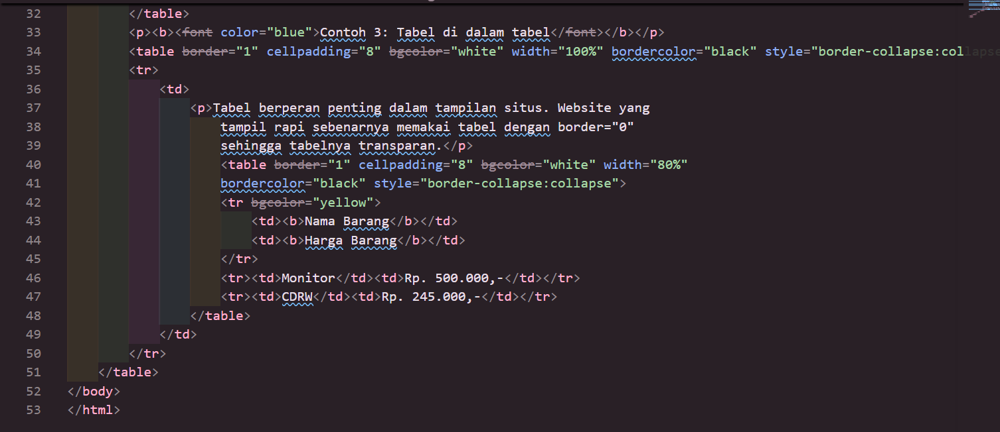 32 </table>
33 <p><b><font color="blue">Contoh 3: Tabel di dalam tabel</font></b></p>
34 <table border="1" cellpadding="8" bgcolor="white" width="100%" bordercolor="black" style="border-collapse:collapse
35 <tr>
36 <td>
37 <p>Tabel berperan penting dalam tampilan situs. Website yang
38 tampil rapi sebenarnya memakai tabel dengan border="0"
39 sehingga tabelnya transparan.</p>
40 <table border="1" cellpadding="8" bgcolor="white" width="80%"
41 bordercolor="black" style="border-collapse:collapse">
42 <tr bgcolor="yellow">
43 <td><b>Nama Barang</b></td>
44 <td><b>Harga Barang</b></td>
45 </tr>
46 <tr><td>Monitor</td><td>Rp. 500.000,-</td></tr>
47 <tr><td>CDRW</td><td>Rp. 245.000,-</td></tr>
48 </table>
49 </td>
50 </tr>
51 </table>
52 </body>
53 </html>